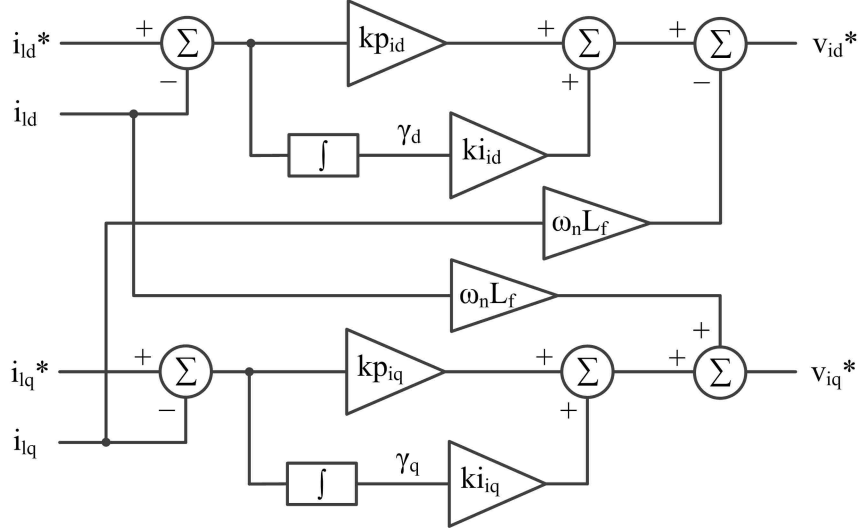 i_ld* + Σ kp_id + Σ + Σ v_id*
− + −
i_ld
∫ γ_d ki_id
ω_nL_f
ω_nL_f
+
i_lq* + Σ kp_iq + Σ + Σ v_iq*
− +
i_lq
∫ γ_q ki_iq